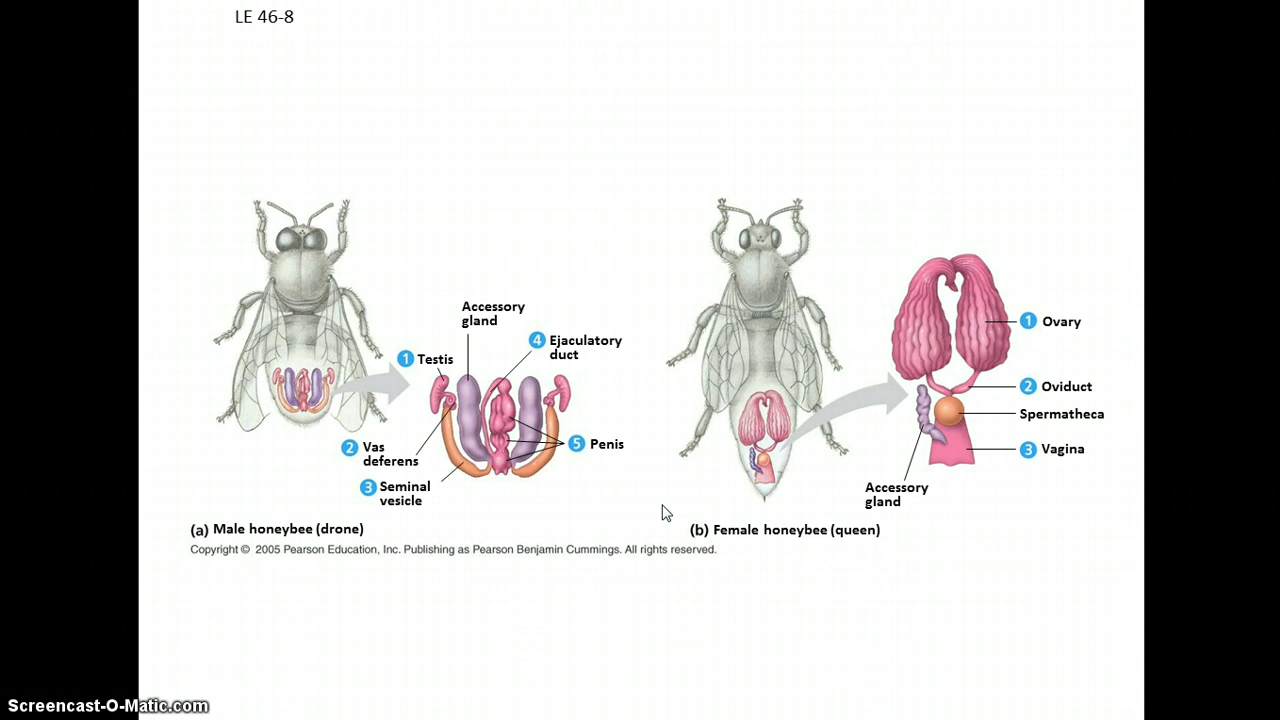 LE 46-8
Accessory
gland
4 Ejaculatory
duct
1 Testis
2 Vas
deferens
3 Seminal
vesicle
5 Penis
(a) Male honeybee (drone)
1 Ovary
2 Oviduct
Spermatheca
3 Vagina
Accessory
gland
(b) Female honeybee (queen)
Copyright © 2005 Pearson Education, Inc. Publishing as Pearson Benjamin Cummings. All rights reserved.
Screencast-O-Matic.com